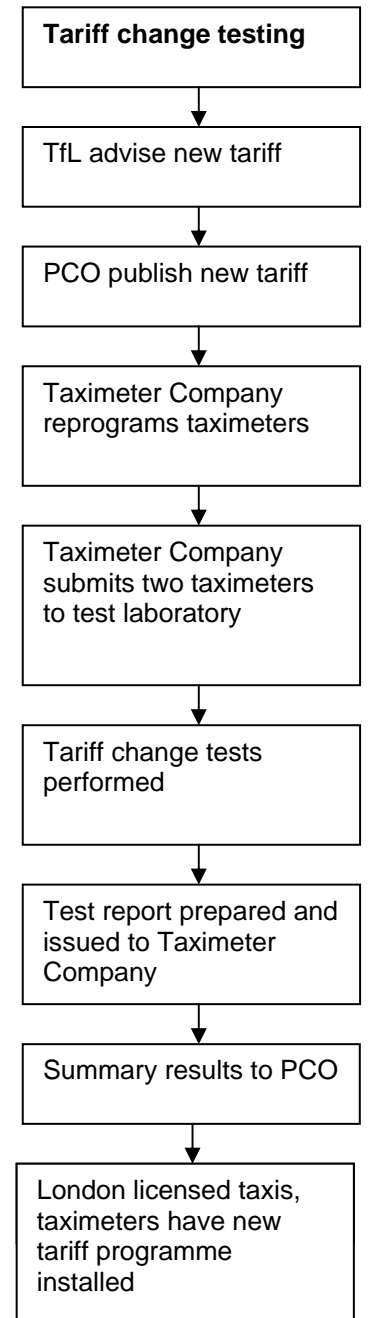 Tariff change testing
TfL advise new tariff
PCO publish new tariff
Taximeter Company
reprograms taximeters
Taximeter Company
submits two taximeters
to test laboratory
Tariff change tests
performed
Test report prepared and
issued to Taximeter
Company
Summary results to PCO
London licensed taxis,
taximeters have new
tariff programme
installed